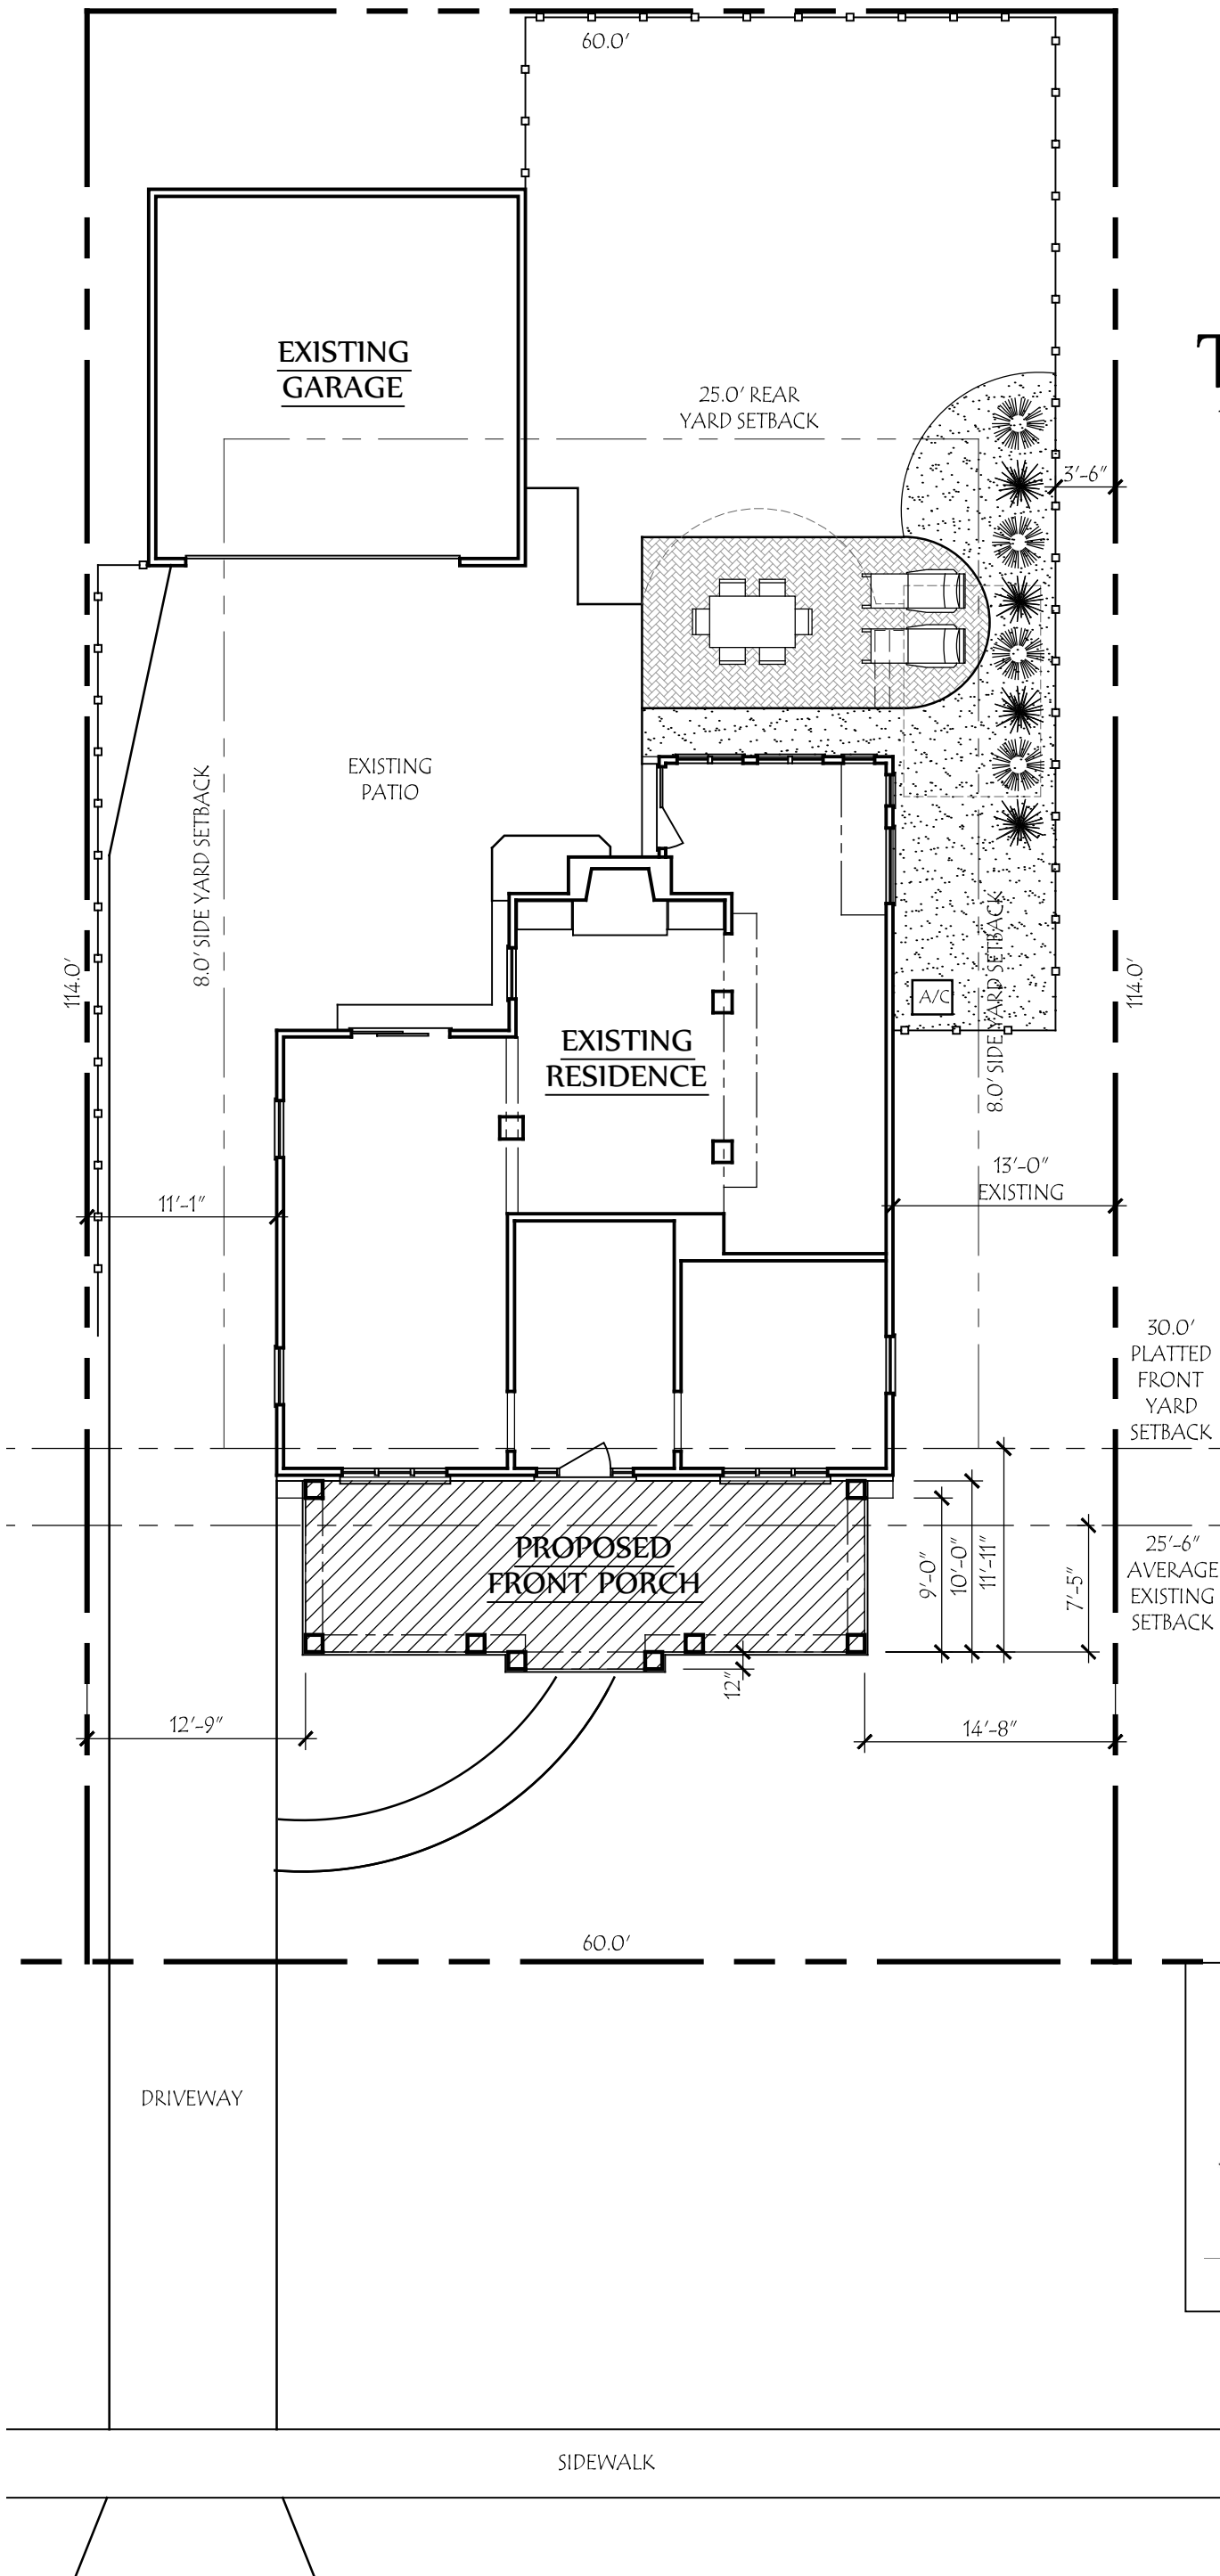 60.0'
EXISTING
GARAGE
25.0' REAR
YARD SETBACK
3'-6"
EXISTING
PATIO
8.0' SIDE YARD SETBACK
114.0'
114.0'
A/C
8.0' SIDE YARD SETBACK
EXISTING
RESIDENCE
11'-1"
13'-0"
EXISTING
30.0'
PLATTED
FRONT
YARD
SETBACK
PROPOSED
FRONT PORCH
9'-0"
10'-0"
11'-11"
7'-5"
25'-6"
AVERAGE
EXISTING
SETBACK
12"
12'-9"
14'-8"
60.0'
DRIVEWAY
SIDEWALK